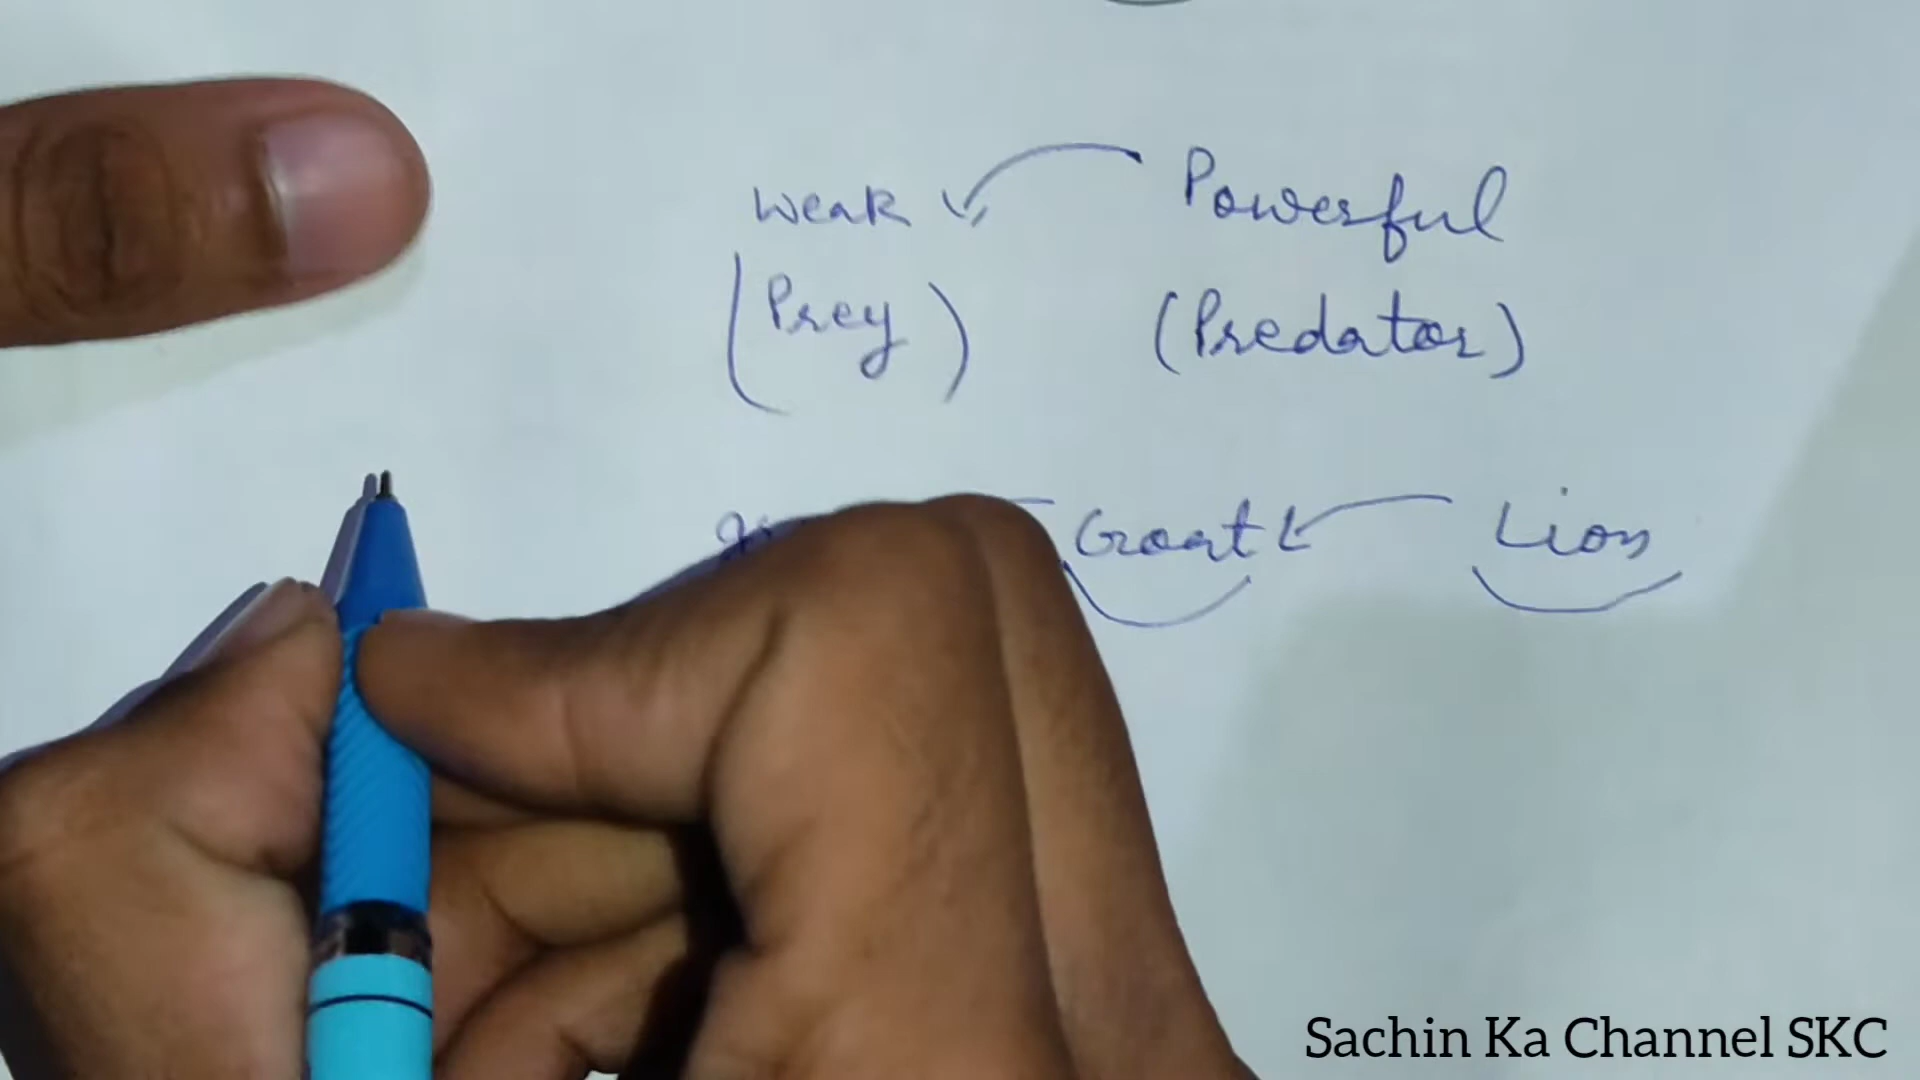 Weak Powerful
(Prey) (Predator)
Goat Lion
Sachin Ka Channel SKC